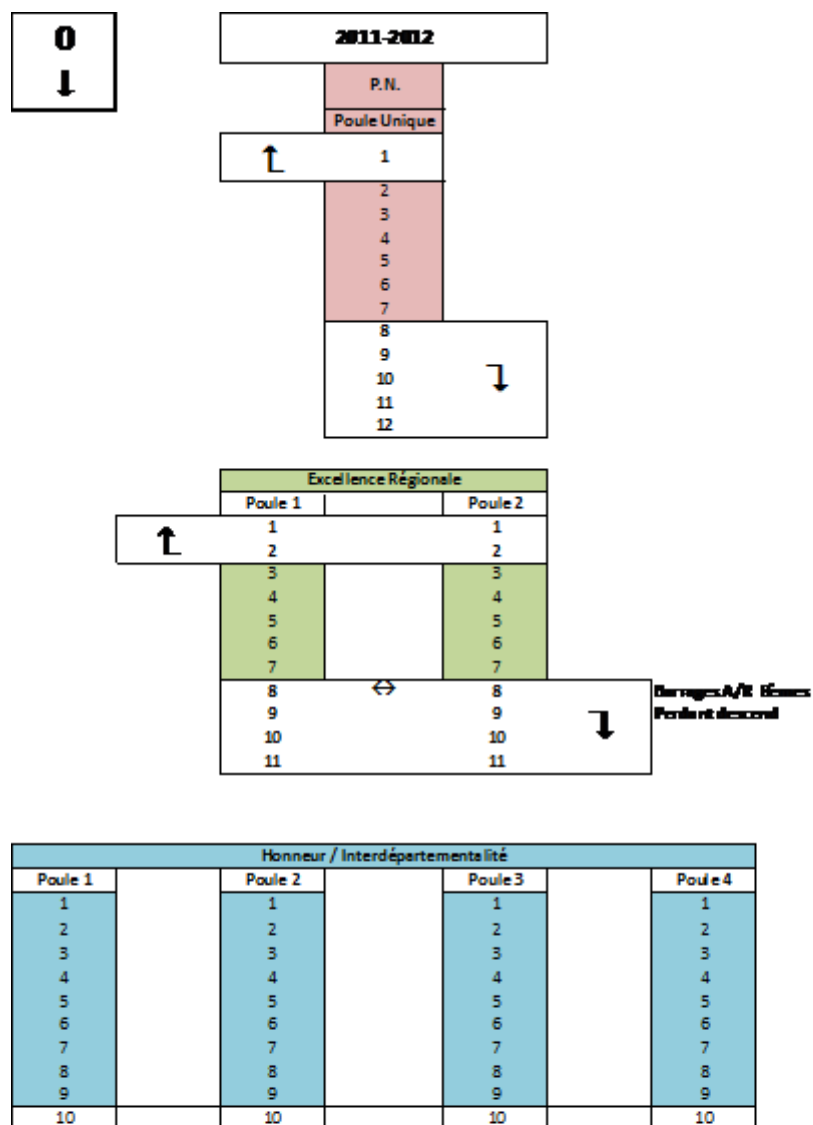 0 2011-2012
P.N.
Poule Unique
1
2
3
4
5
6
7
8
9
10
11
12
Excellence Régionale
Poule 1 Poule 2
1 1
2 2
3 3
4 4
5 5
6 6
7 7
8 8 Barrages A/R 8èmes
9 9 Perdant descend
10 10
11 11
Honneur / Interdépartementalité
Poule 1 Poule 2 Poule 3 Poule 4
1 1 1 1
2 2 2 2
3 3 3 3
4 4 4 4
5 5 5 5
6 6 6 6
7 7 7 7
8 8 8 8
9 9 9 9
10 10 10 10